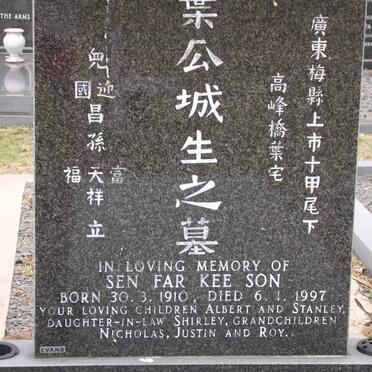 廣東梅縣上市十甲尾下
高峰橋葉宅
葉公城生之墓
兒 迎國 昌 孫 天祥 富福 立
IN LOVING MEMORY OF
SEN FAR KEE SON
BORN 30. 3. 1910, DIED 6. 1. 1997
YOUR LOVING CHILDREN ALBERT AND STANLEY,
DAUGHTER-IN-LAW SHIRLEY, GRANDCHILDREN
NICHOLAS, JUSTIN AND ROY.
EVANS
THE ARMS